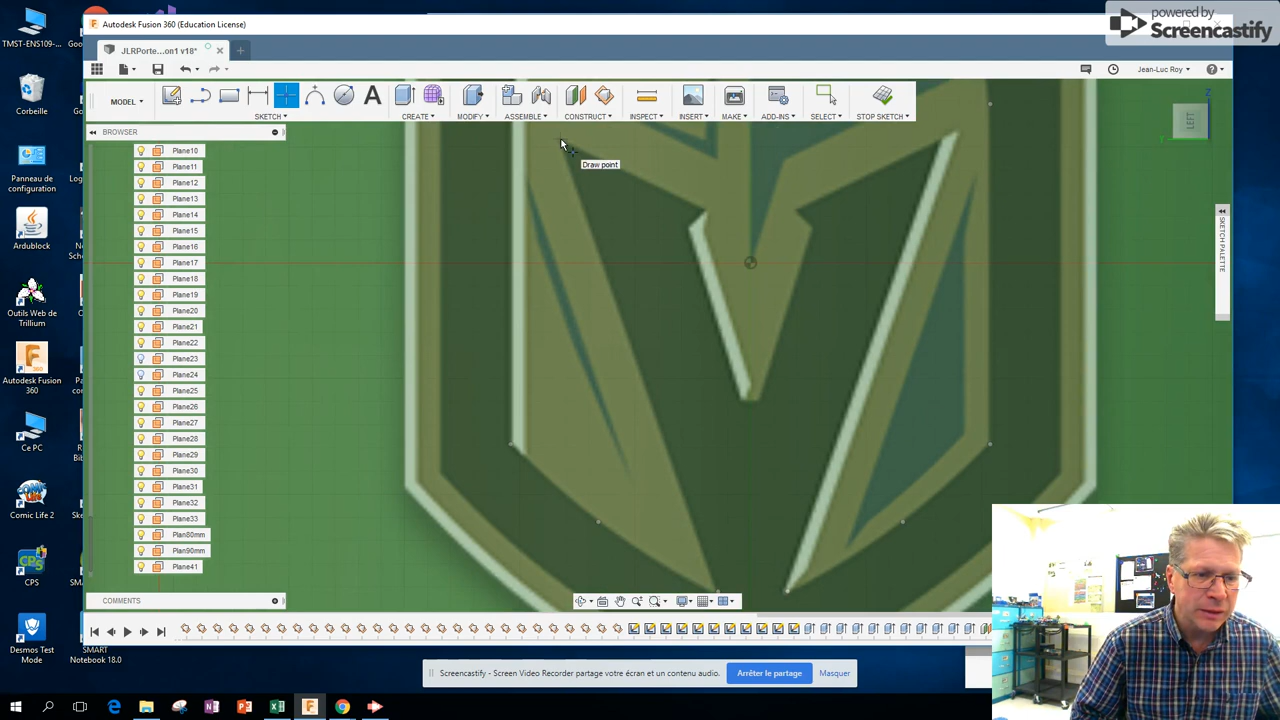 TMST-ENS109-...
Corbeille
Panneau de
configuration
Ardublock
Outils Web de
Trillium
Autodesk Fusion
360
Ce PC
Comic Life 2
CPS
Desmos Test
Mode
SMART
Notebook 18.0
Autodesk Fusion 360 (Education License)
powered by
Screencastify
JLRPorte...on1 v18*
Jean-Luc Roy
MODEL
SKETCH
CREATE
MODIFY
ASSEMBLE
CONSTRUCT
INSPECT
INSERT
MAKE
ADD-INS
SELECT
STOP SKETCH
BROWSER
Plane10
Plane11
Plane12
Plane13
Plane14
Plane15
Plane16
Plane17
Plane18
Plane19
Plane20
Plane21
Plane22
Plane23
Plane24
Plane25
Plane26
Plane27
Plane28
Plane29
Plane30
Plane31
Plane32
Plane33
Plan80mm
Plan90mm
Plane41
COMMENTS
Draw point
LEFT
Z
SKETCH PALETTE
Screencastify - Screen Video Recorder partage votre écran et un contenu audio.
Arrêter le partage
Masquer